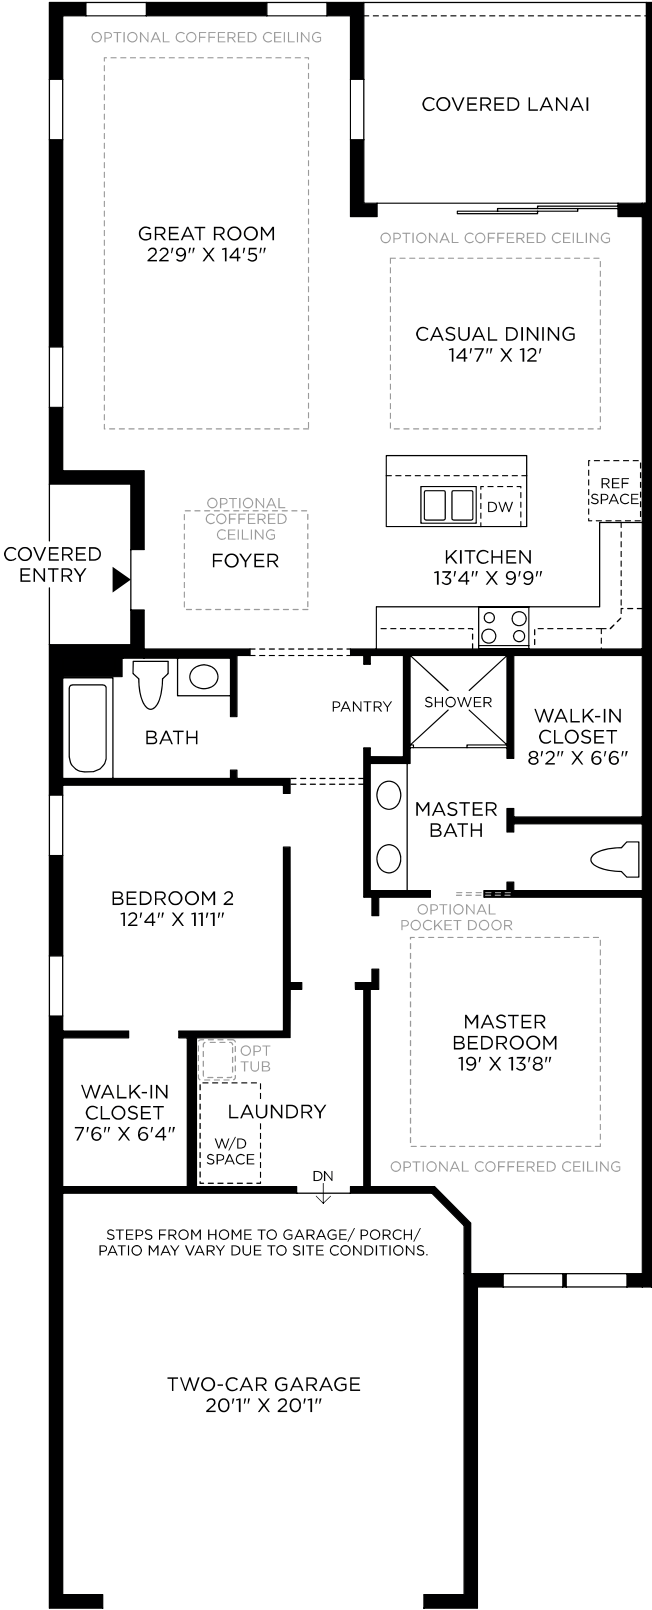 OPTIONAL COFFERED CEILING
COVERED LANAI
GREAT ROOM
22'9" X 14'5"
OPTIONAL COFFERED CEILING
CASUAL DINING
14'7" X 12'
REF
SPACE
DW
OPTIONAL
COFFERED
CEILING
FOYER
COVERED
ENTRY
KITCHEN
13'4" X 9'9"
PANTRY
SHOWER
BATH
WALK-IN
CLOSET
8'2" X 6'6"
MASTER
BATH
BEDROOM 2
12'4" X 11'1"
OPTIONAL
POCKET DOOR
MASTER
BEDROOM
19' X 13'8"
OPT
TUB
WALK-IN
CLOSET
7'6" X 6'4"
LAUNDRY
W/D
SPACE
OPTIONAL COFFERED CEILING
DN
STEPS FROM HOME TO GARAGE/ PORCH/
PATIO MAY VARY DUE TO SITE CONDITIONS.
TWO-CAR GARAGE
20'1" X 20'1"